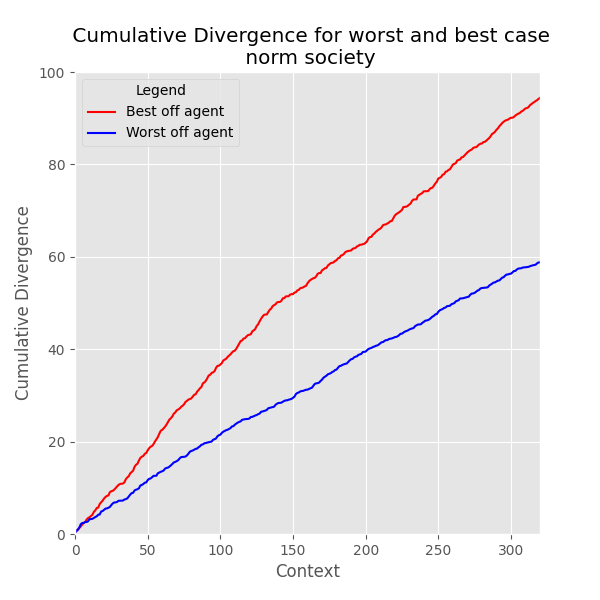 Cumulative Divergence for worst and best case
norm society
Legend
Best off agent
Worst off agent
Cumulative Divergence
100
80
60
40
20
0
0 50 100 150 200 250 300
Context